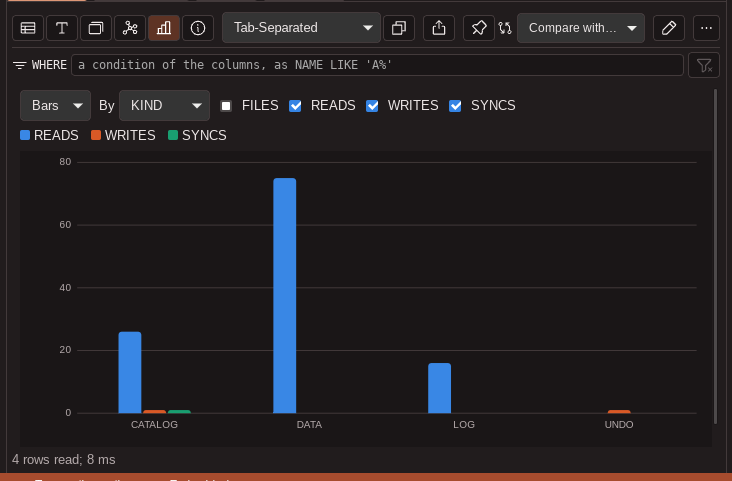 Tab-Separated
Compare with...
WHERE a condition of the columns, as NAME LIKE 'A%'
Bars By KIND FILES READS WRITES SYNCS
READS WRITES SYNCS
80
60
40
20
0
CATALOG DATA LOG UNDO
4 rows read; 8 ms